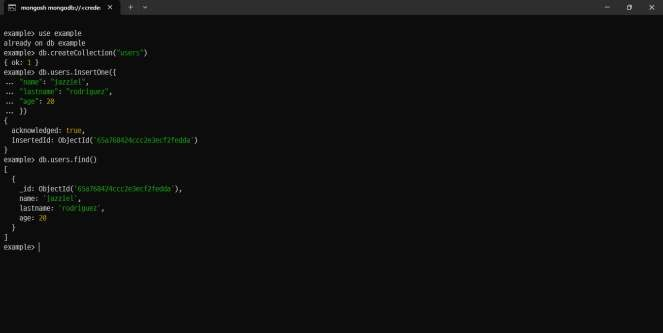 mongosh mongodb://<creden
example> use example
already on db example
example> db.createCollection("users")
{ ok: 1 }
example> db.users.insertOne({
... "name": "jazziel",
... "lastname": "rodriguez",
... "age": 20
... })
{
acknowledged: true,
insertedId: ObjectId('65a768424ccc2e3ecf2fedda')
}
example> db.users.find()
[
{
_id: ObjectId('65a768424ccc2e3ecf2fedda'),
name: 'jazziel',
lastname: 'rodriguez',
age: 20
}
]
example>